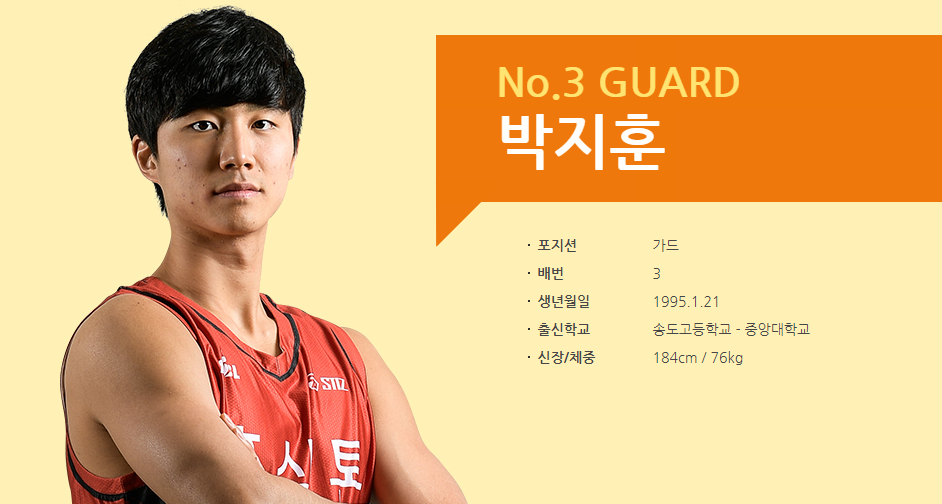 No.3 GUARD
박지훈
· 포지션 가드
· 배번 3
· 생년월일 1995.1.21
· 출신학교 송도고등학교 - 중앙대학교
· 신장/체중 184cm / 76kg
STIZ